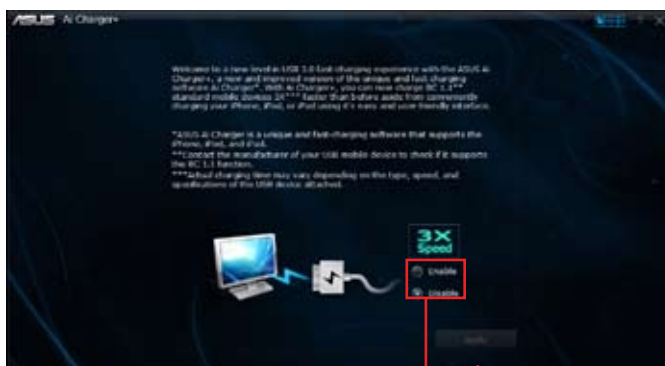 ASUS Ai Charger+
Welcome to a new level in USB 3.0 fast-charging experience with the ASUS Ai
Charger+, a new and improved version of the unique and fast charging
software Ai Charger*. With Ai Charger+, you can now charge BC 1.1**
standard mobile devices 3X*** faster than before aside from conveniently
charging your iPhone, iPod, or iPad using it's easy and user friendly interface.
*ASUS Ai Charger is a unique and fast-charging software that supports the
iPhone, iPod, and iPad.
**Contact the manufacturer of your USB mobile device to check if it supports
the BC 1.1 function.
***Actual charging time may vary depending on the type, speed, and
specifications of the USB device attached.
3X
Speed
Enable
Disable
Apply